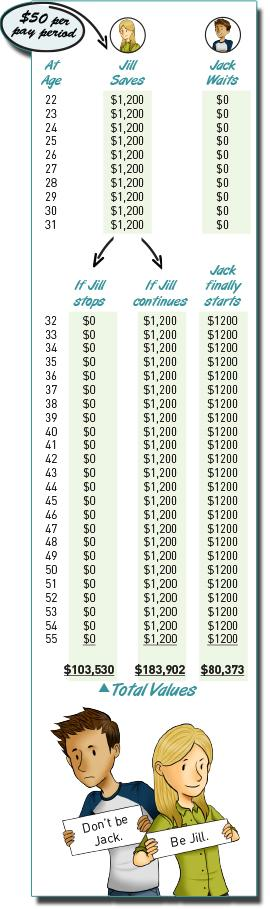 $50 per
pay period
At Age Jill Saves Jack Waits
22 $1,200 $0
23 $1,200 $0
24 $1,200 $0
25 $1,200 $0
26 $1,200 $0
27 $1,200 $0
28 $1,200 $0
29 $1,200 $0
30 $1,200 $0
31 $1,200 $0
If Jill stops If Jill continues Jack finally starts
32 $0 $1,200 $1200
33 $0 $1,200 $1200
34 $0 $1,200 $1200
35 $0 $1,200 $1200
36 $0 $1,200 $1200
37 $0 $1,200 $1200
38 $0 $1,200 $1200
39 $0 $1,200 $1200
40 $0 $1,200 $1200
41 $0 $1,200 $1200
42 $0 $1,200 $1200
43 $0 $1,200 $1200
44 $0 $1,200 $1200
45 $0 $1,200 $1200
46 $0 $1,200 $1200
47 $0 $1,200 $1200
48 $0 $1,200 $1200
49 $0 $1,200 $1200
50 $0 $1,200 $1200
51 $0 $1,200 $1200
52 $0 $1,200 $1200
53 $0 $1,200 $1200
54 $0 $1,200 $1200
55 $0 $1,200 $1200
$103,530 $183,902 $80,373
Total Values
Don't be
Jack.
Be Jill.